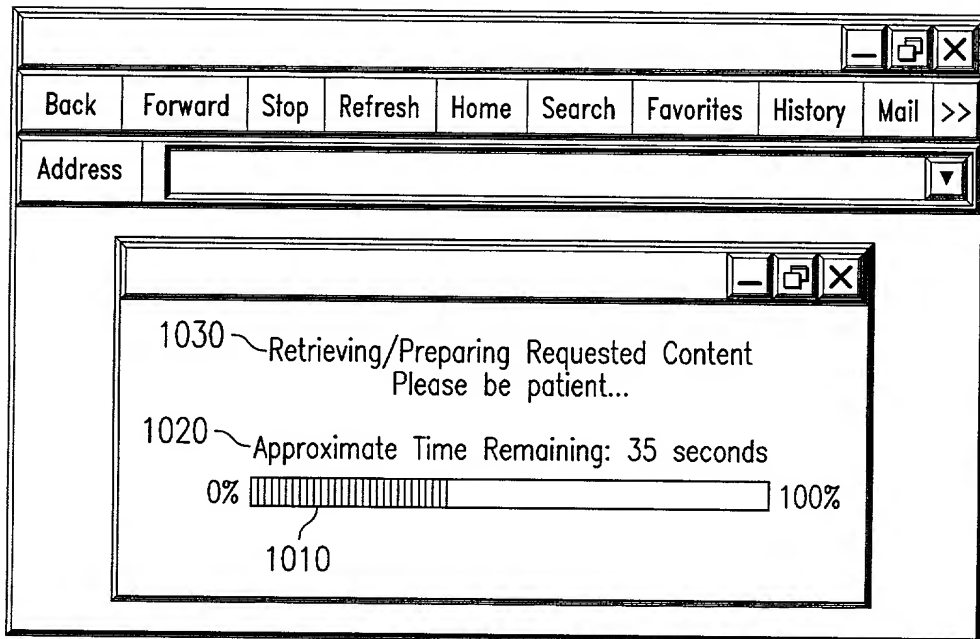 Back Forward Stop Refresh Home Search Favorites History Mail >>
Address
1030 Retrieving/Preparing Requested Content
Please be patient...
1020 Approximate Time Remaining: 35 seconds
0% 100%
1010